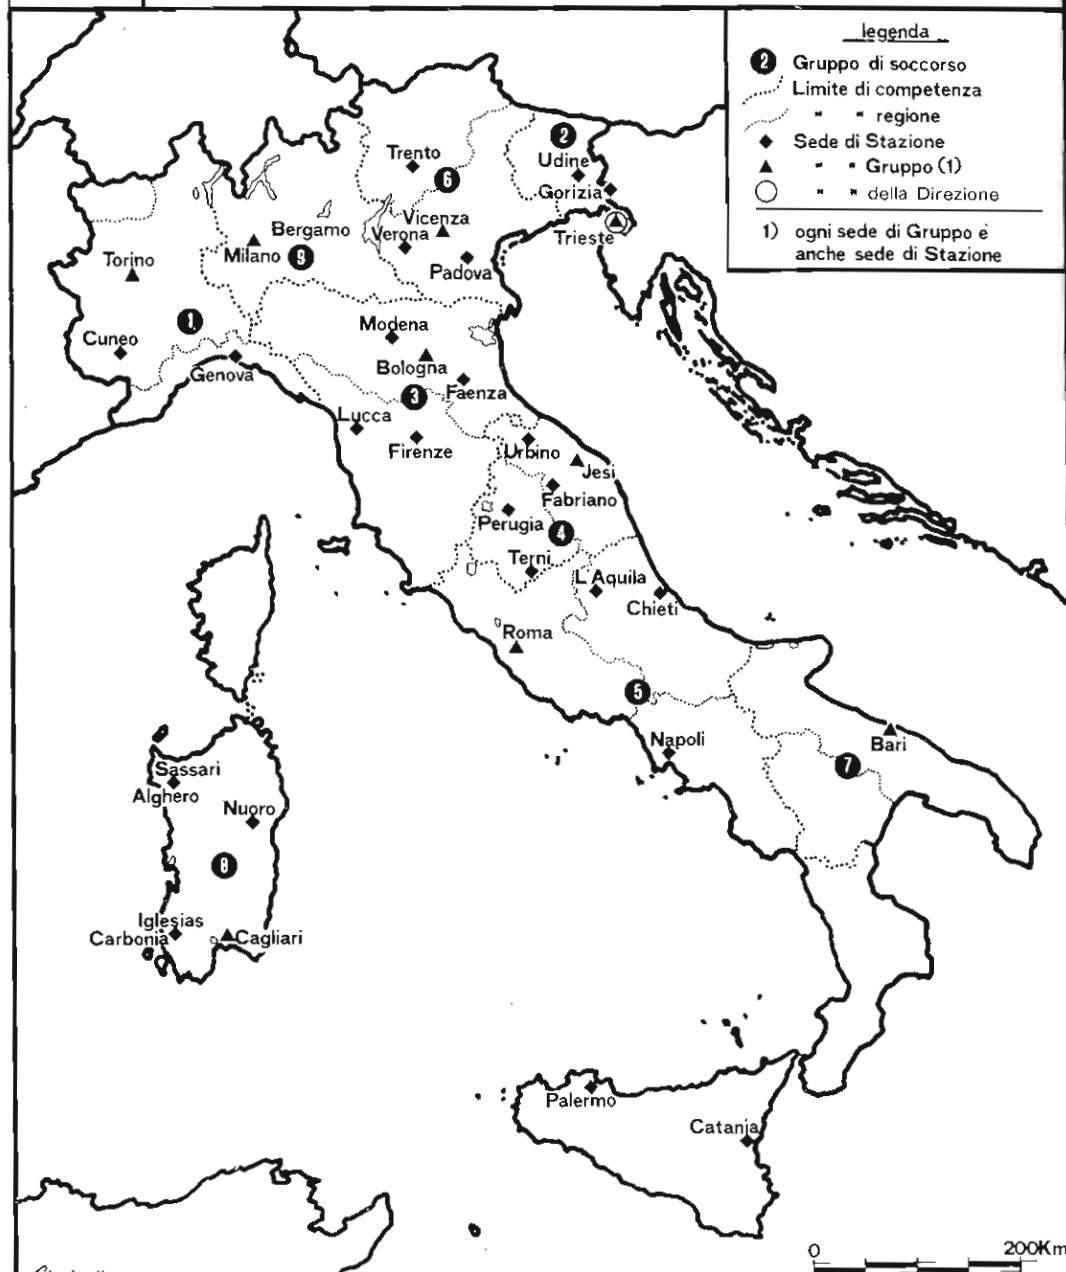 legenda
2 Gruppo di soccorso
Limite di competenza
" " regione
Sede di Stazione
" " Gruppo (1)
" " della Direzione
1) ogni sede di Gruppo e'
anche sede di Stazione
2
Trento
Udine
6
Gorizia
Vicenza
Bergamo
Verona
Trieste
Milano
9
Torino
Padova
1
Modena
Cuneo
Bologna
Genova
Faenza
3
Lucca
Firenze
Urbino
Jesi
Fabriano
Perugia
4
Terni
L'Aquila
Chieti
Roma
5
Napoli
Bari
7
Sassari
Alghero
Nuoro
8
Iglesias
Carbonia
Cagliari
Palermo
Catania
0 200Km